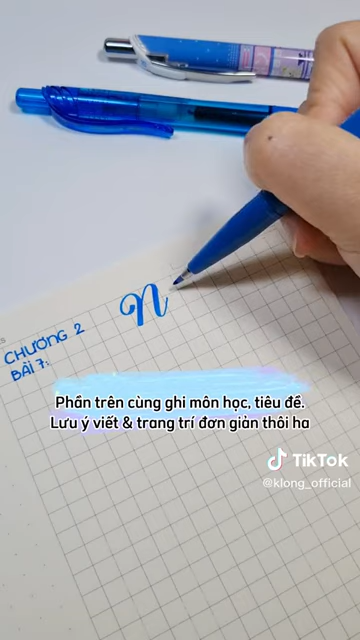 CHƯƠNG 2
BÀI 7:
n
Phần trên cùng ghi môn học, tiêu đề.
Lưu ý viết & trang trí đơn giản thôi ha
TikTok
@klong_official